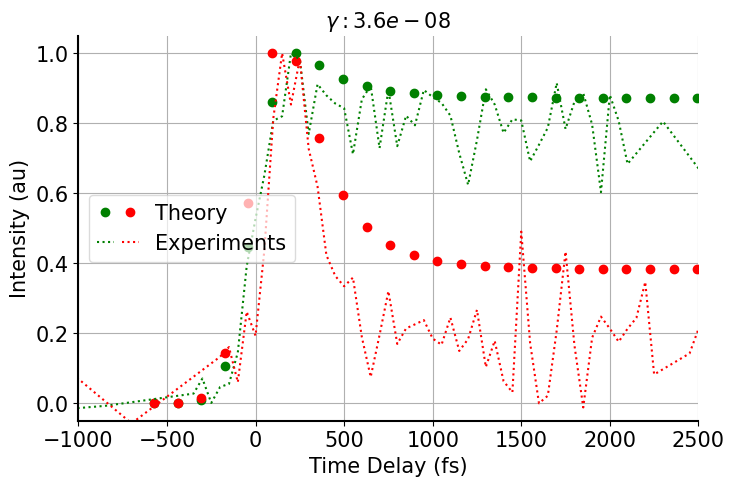 γ : 3.6e − 08
Intensity (au)
1.0
0.8
0.6
0.4
0.2
0.0
Theory
Experiments
−1000 −500 0 500 1000 1500 2000 2500
Time Delay (fs)